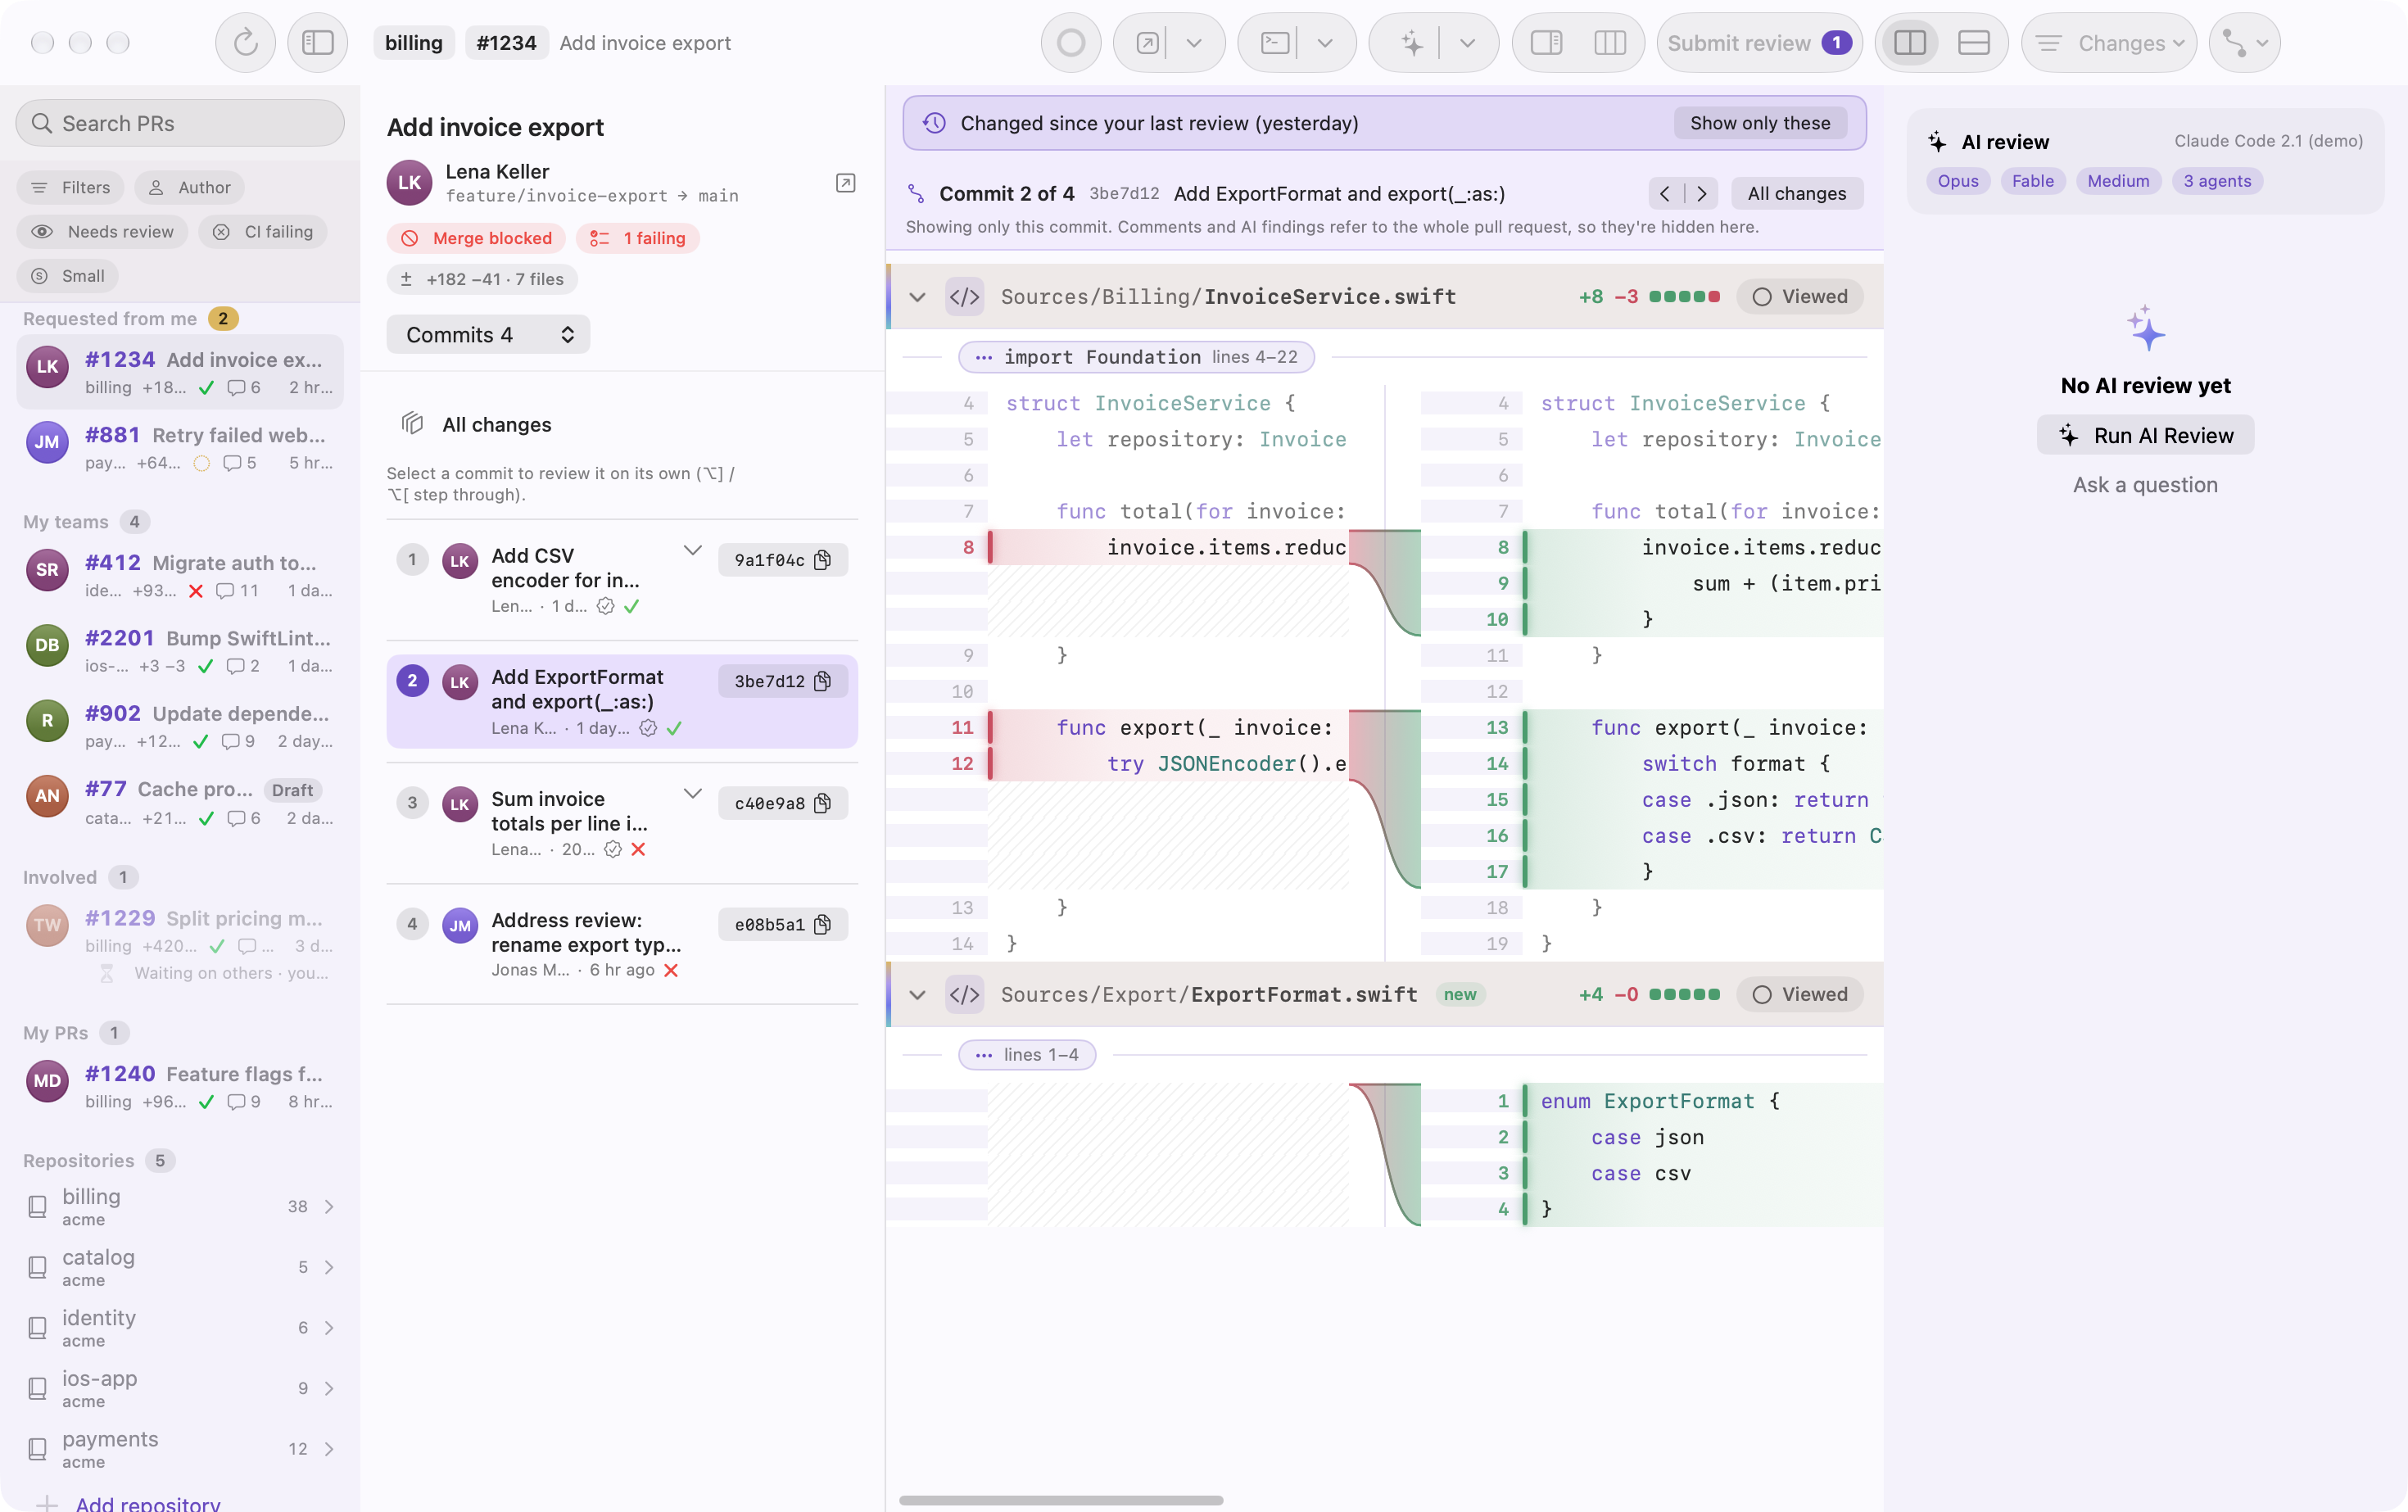 billing #1234 Add invoice export
Submit review 1
Changes
Search PRs
Filters
Author
Needs review
CI failing
S Small
Requested from me 2
LK #1234 Add invoice ex...
billing +18... 6 2 hr...
JM #881 Retry failed web...
pay... +64... 5 5 hr...
My teams 4
SR #412 Migrate auth to...
ide... +93... 11 1 da...
DB #2201 Bump SwiftLint...
ios-... +3 −3 2 1 da...
R #902 Update depende...
pay... +12... 9 2 day...
AN #77 Cache pro... Draft
cata... +21... 6 2 da...
Involved 1
TW #1229 Split pricing m...
billing +420... ... 3 d...
Waiting on others · you...
My PRs 1
MD #1240 Feature flags f...
billing +96... 9 8 hr...
Repositories 5
billing
acme
38
catalog
acme
5
identity
acme
6
ios-app
acme
9
payments
acme
12
Add repository
Add invoice export
LK Lena Keller
feature/invoice-export → main
Merge blocked
1 failing
± +182 −41 · 7 files
Commits 4
All changes
Select a commit to review it on its own (⌥] /
⌥[ step through).
1 LK Add CSV
encoder for in...
9a1f04c
Len... · 1 d...
2 LK Add ExportFormat
and export(_:as:)
3be7d12
Lena K... · 1 day...
3 LK Sum invoice
totals per line i...
c40e9a8
Lena... · 20...
4 JM Address review:
rename export typ...
e08b5a1
Jonas M... · 6 hr ago
Changed since your last review (yesterday)
Show only these
Commit 2 of 4 3be7d12 Add ExportFormat and export(_:as:)
All changes
Showing only this commit. Comments and AI findings refer to the whole pull request, so they're hidden here.
</> Sources/Billing/InvoiceService.swift +8 −3 Viewed
··· import Foundation lines 4–22
4 struct InvoiceService {
5 let repository: Invoice
6
7 func total(for invoice:
8 invoice.items.reduc
9 }
10
11 func export(_ invoice:
12 try JSONEncoder().e
13 }
14 }
4 struct InvoiceService {
5 let repository: Invoice
6
7 func total(for invoice:
8 invoice.items.reduc
9 sum + (item.pri
10 }
11 }
12
13 func export(_ invoice:
14 switch format {
15 case .json: return
16 case .csv: return C
17 }
18 }
19 }
</> Sources/Export/ExportFormat.swift new +4 −0 Viewed
··· lines 1–4
1 enum ExportFormat {
2 case json
3 case csv
4 }
AI review
Claude Code 2.1 (demo)
Opus
Fable
Medium
3 agents
No AI review yet
Run AI Review
Ask a question